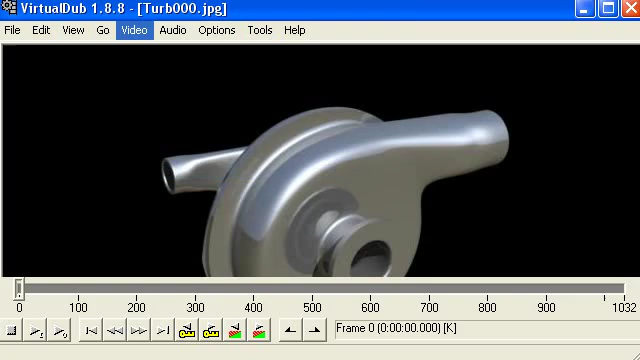 VirtualDub 1.8.8 - [Turb000.jpg]
File Edit View Go Video Audio Options Tools Help
0 100 200 300 400 500 600 700 800 900 1032
Frame 0 (0:00:00.000) [K]